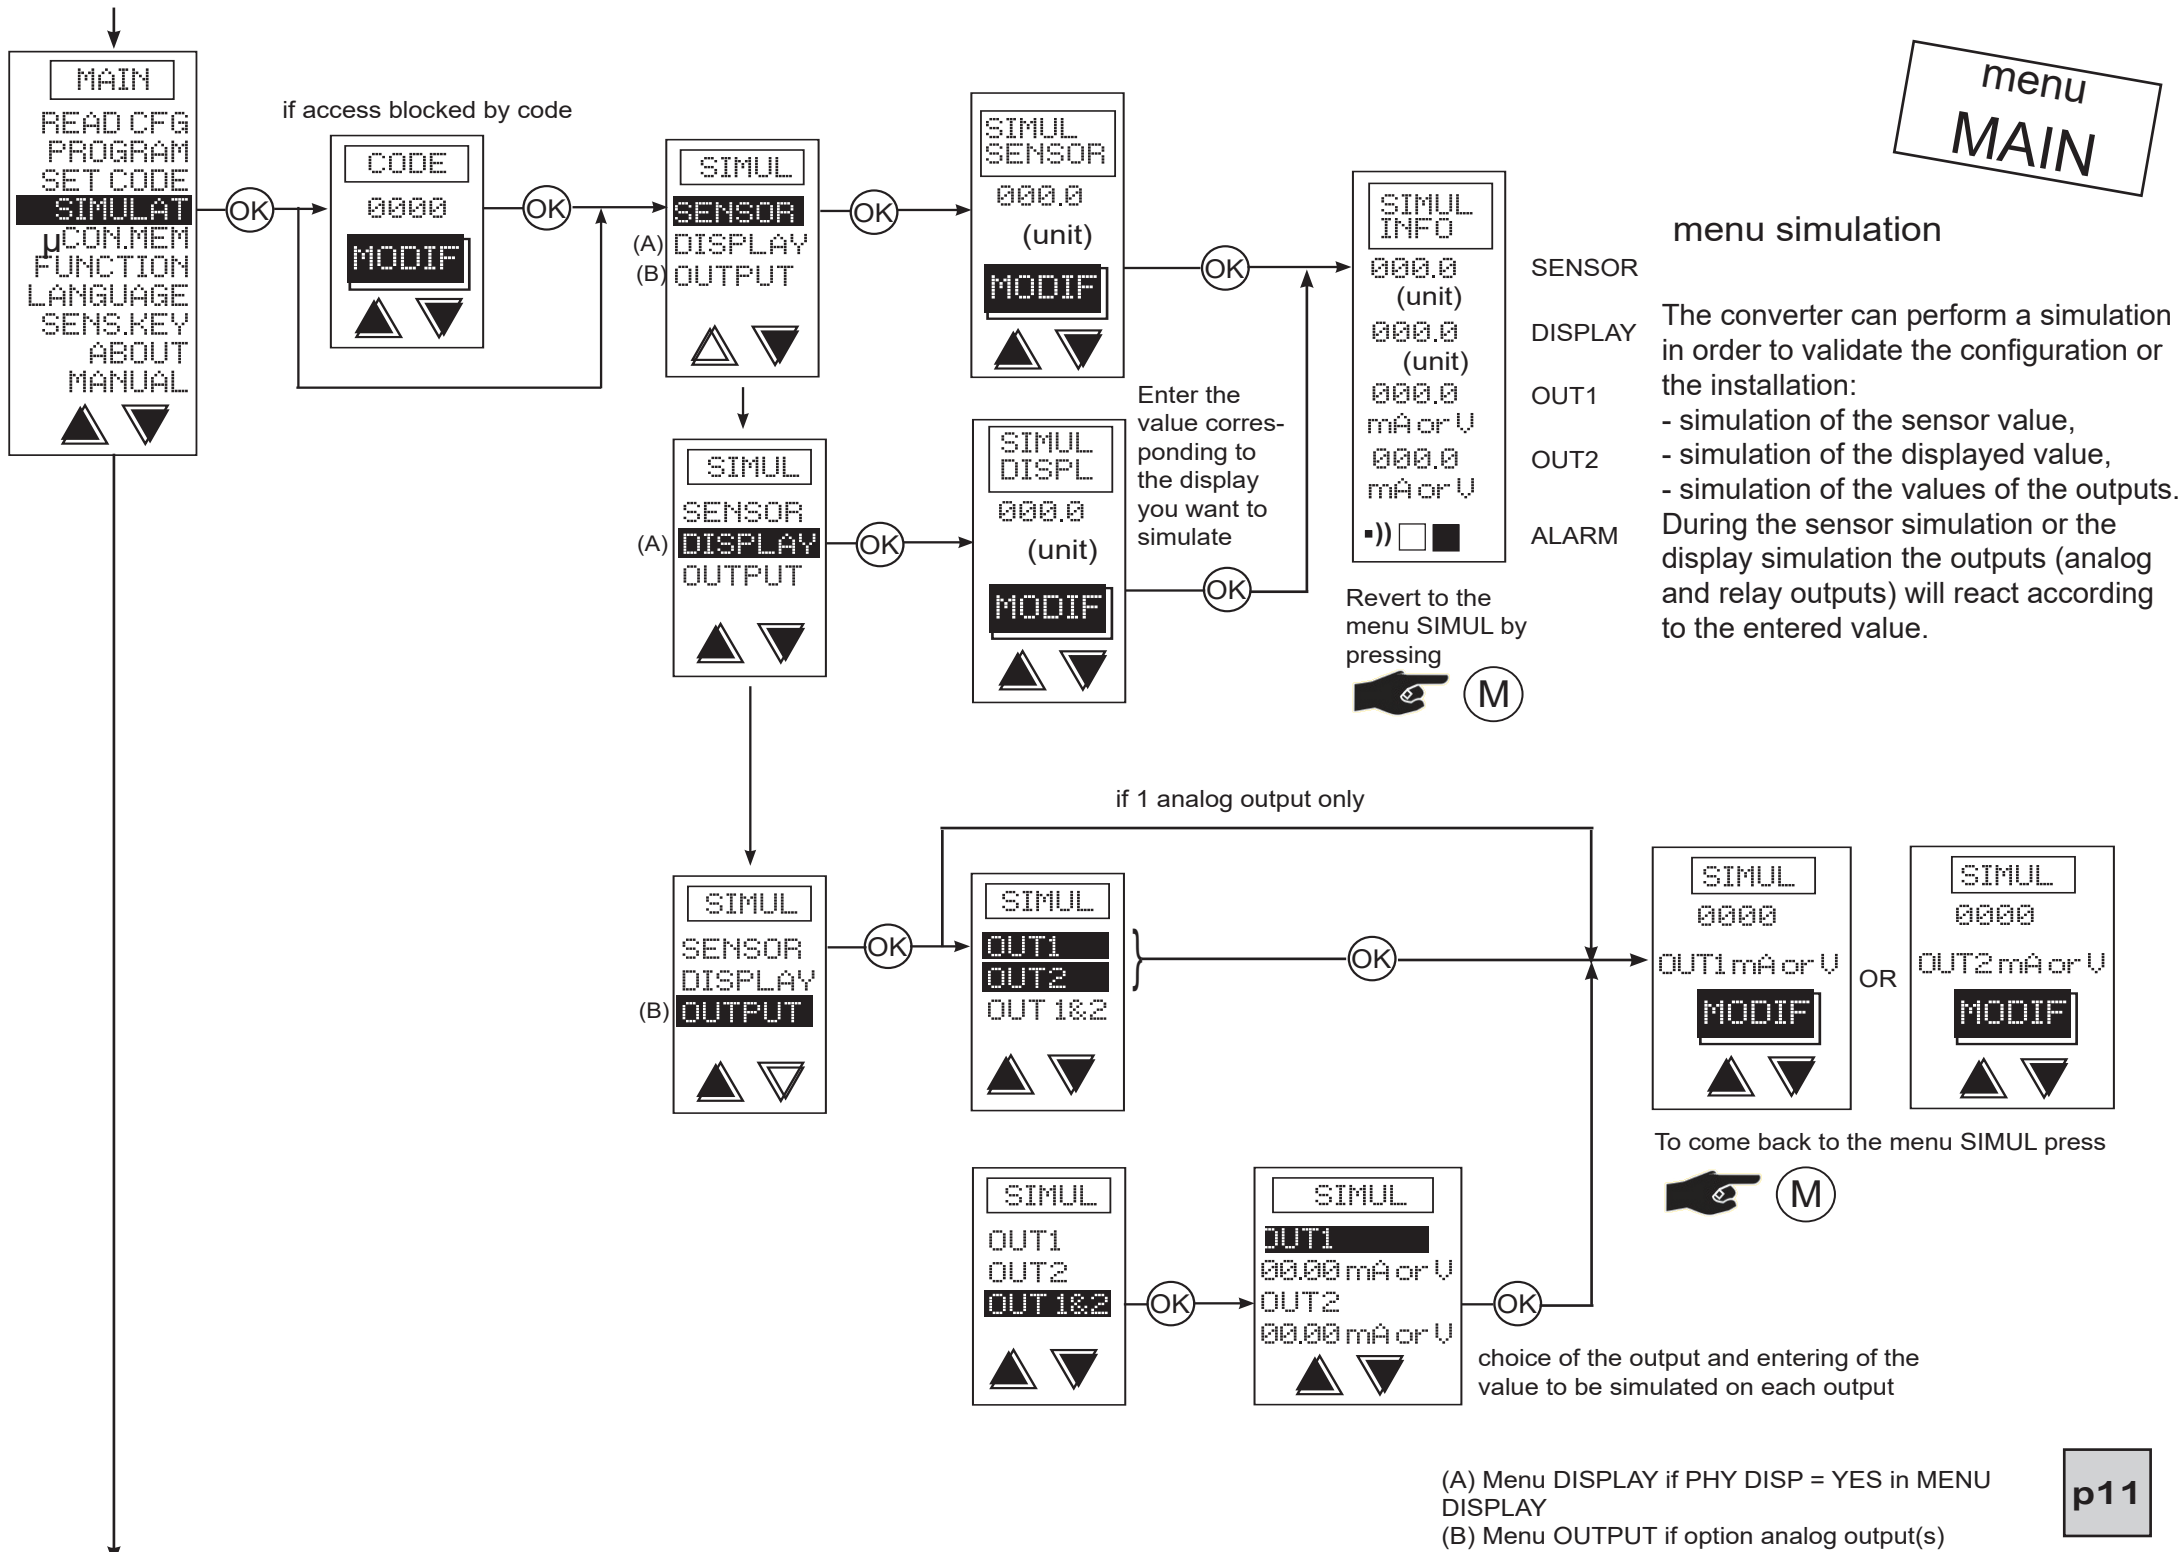 menu
MAIN
MAIN
READ CFG
PROGRAM
SET CODE
SIMULAT
µCON.MEM
FUNCTION
LANGUAGE
SENS.KEY
ABOUT
MANUAL
OK
if access blocked by code
CODE
0000
MODIF
OK
SIMUL
SENSOR
(A) DISPLAY
(B) OUTPUT
OK
SIMUL
SENSOR
000.0
(unit)
MODIF
OK
SIMUL
INFO
000.0 SENSOR
(unit)
000.0 DISPLAY
(unit)
000.0 OUT1
mA or V
000.0 OUT2
mA or V
ALARM
Revert to the
menu SIMUL by
pressing
M
menu simulation
The converter can perform a simulation
in order to validate the configuration or
the installation:
- simulation of the sensor value,
- simulation of the displayed value,
- simulation of the values of the outputs.
During the sensor simulation or the
display simulation the outputs (analog
and relay outputs) will react according
to the entered value.
SIMUL
SENSOR
(A) DISPLAY
OUTPUT
OK
SIMUL
DISPL
000.0
(unit)
MODIF
Enter the
value corres-
ponding to
the display
you want to
simulate
OK
if 1 analog output only
SIMUL
SENSOR
DISPLAY
(B) OUTPUT
OK
SIMUL
OUT1
OUT2
OUT 1&2
OK
SIMUL
0000
OUT1 mA or V
MODIF
OR
SIMUL
0000
OUT2 mA or V
MODIF
To come back to the menu SIMUL press
M
SIMUL
OUT1
OUT2
OUT 1&2
OK
SIMUL
OUT1
00.00 mA or V
OUT2
00.00 mA or V
OK
choice of the output and entering of the
value to be simulated on each output
(A) Menu DISPLAY if PHY DISP = YES in MENU
DISPLAY
(B) Menu OUTPUT if option analog output(s)
p11